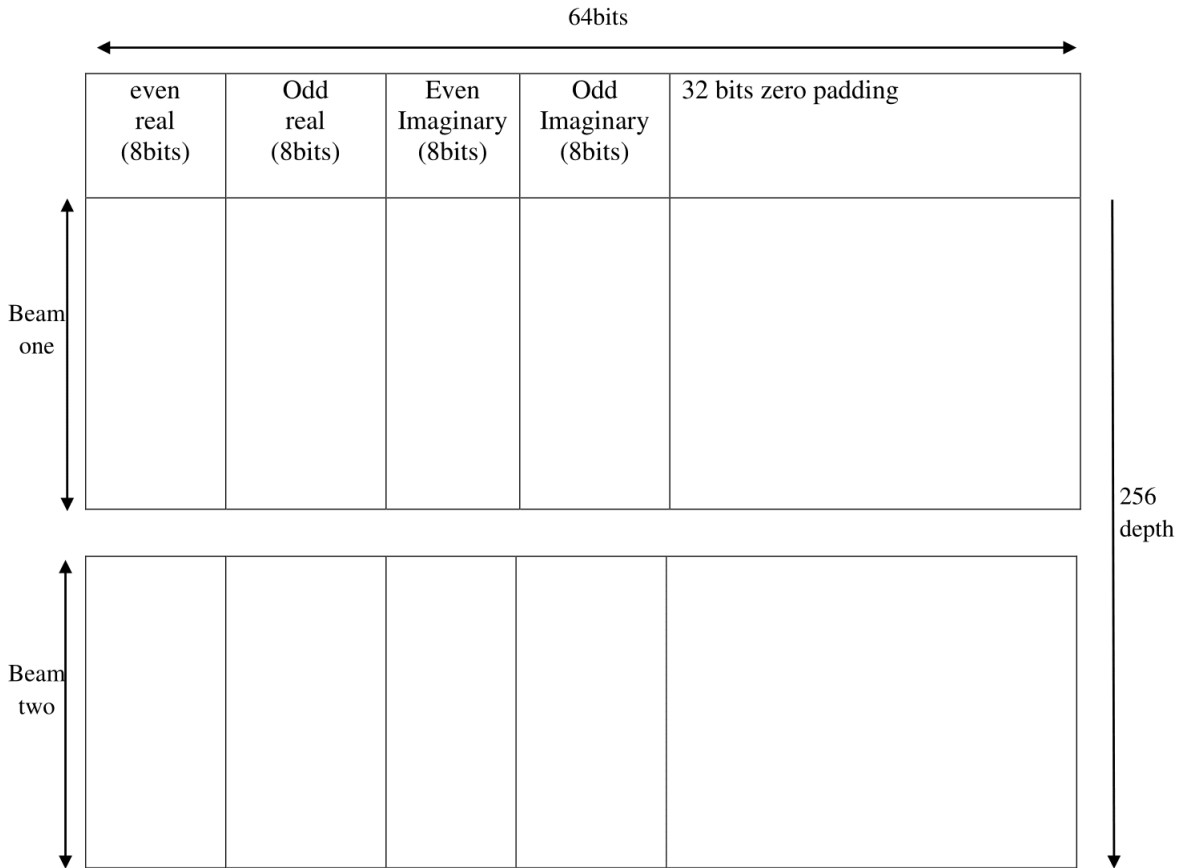 64bits
even
real
(8bits)
Odd
real
(8bits)
Even
Imaginary
(8bits)
Odd
Imaginary
(8bits)
32 bits zero padding
Beam
one
256
depth
Beam
two